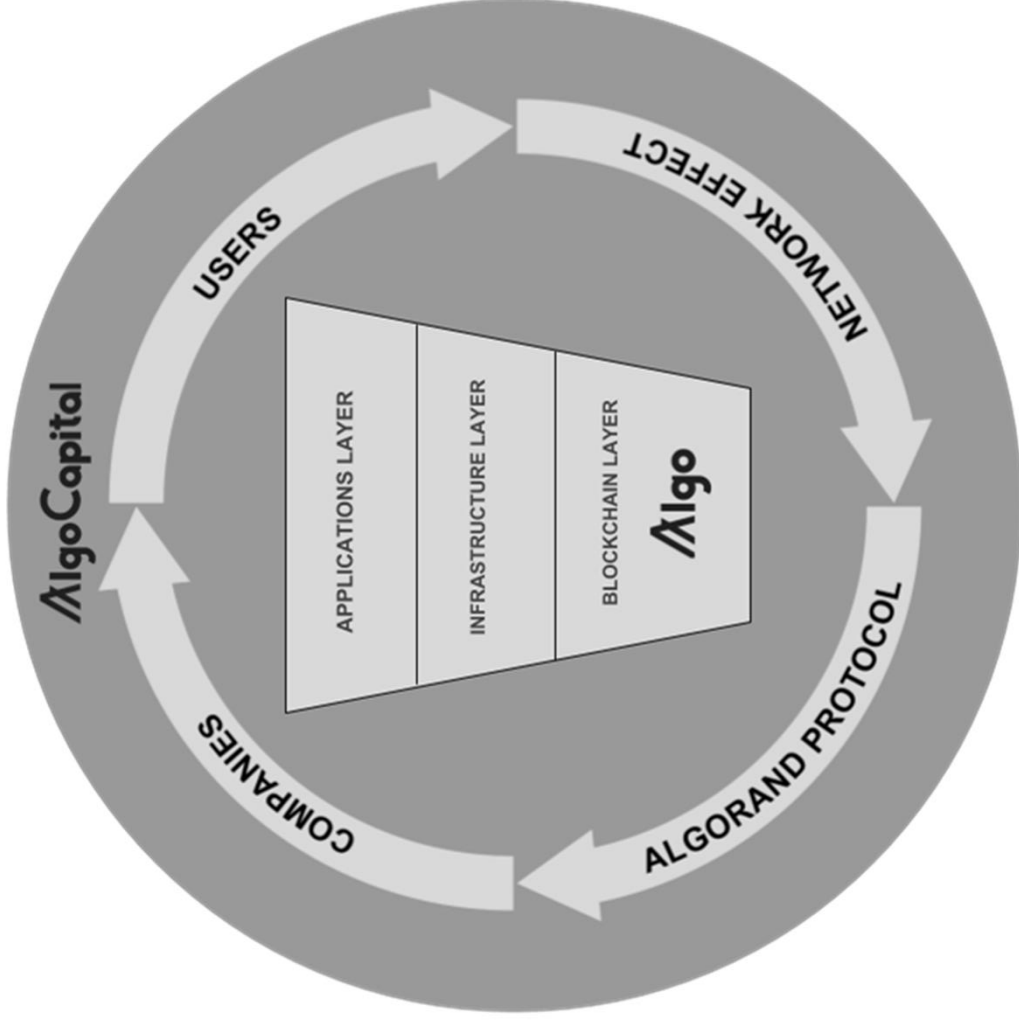 AlgoCapital
USERS
NETWORK EFFECT
ALGORAND PROTOCOL
COMPANIES
APPLICATIONS LAYER
INFRASTRUCTURE LAYER
BLOCKCHAIN LAYER
Algo